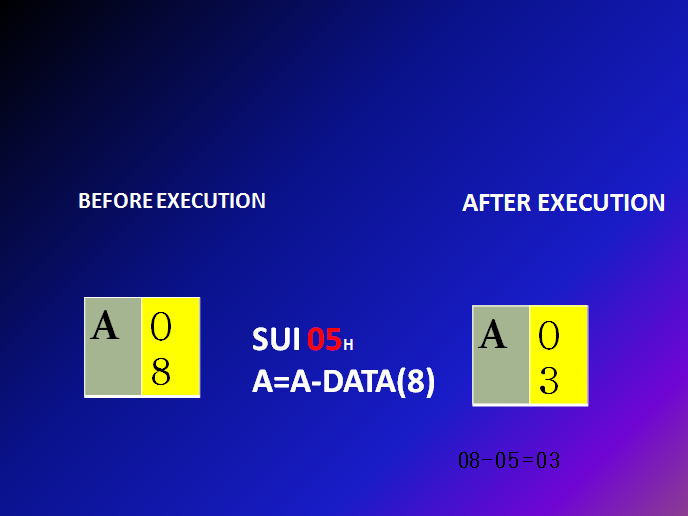 BEFORE EXECUTION
AFTER EXECUTION
A 0
8
SUI 05H
A=A-DATA(8)
A 0
3
08-05=03